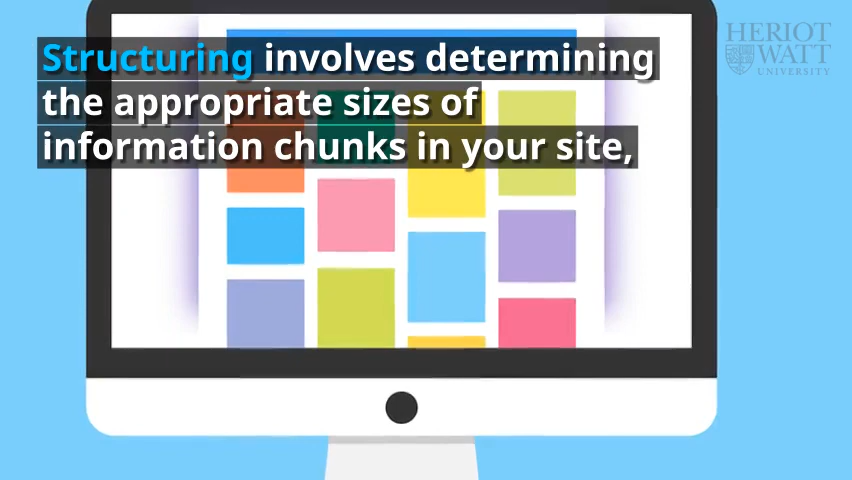 Structuring involves determining
the appropriate sizes of
information chunks in your site,
HERIOT
WATT
UNIVERSITY